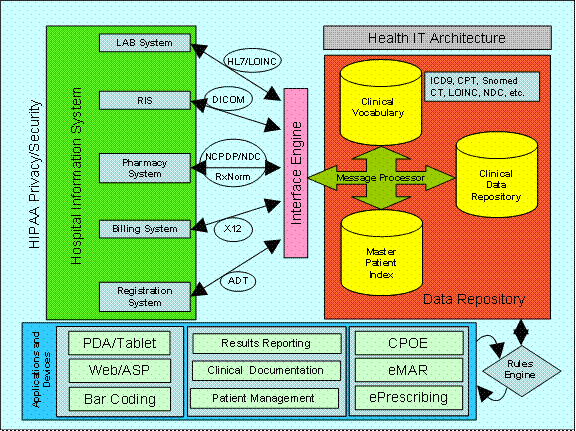 HIPAA Privacy/Security
Hospital Information System
LAB System
RIS
Pharmacy
System
Billing System
Registration
System
HL7/LOINC
DICOM
NCPDP/NDC
RxNorm
X12
ADT
Interface Engine
Health IT Architecture
Clinical
Vocabulary
ICD9, CPT, Snomed
CT, LOINC, NDC, etc.
Message Processor
Clinical
Data
Repository
Master
Patient
Index
Data Repository
Applications and
Devices
PDA/Tablet
Web/ASP
Bar Coding
Results Reporting
Clinical Documentation
Patient Management
CPOE
eMAR
ePrescribing
Rules
Engine